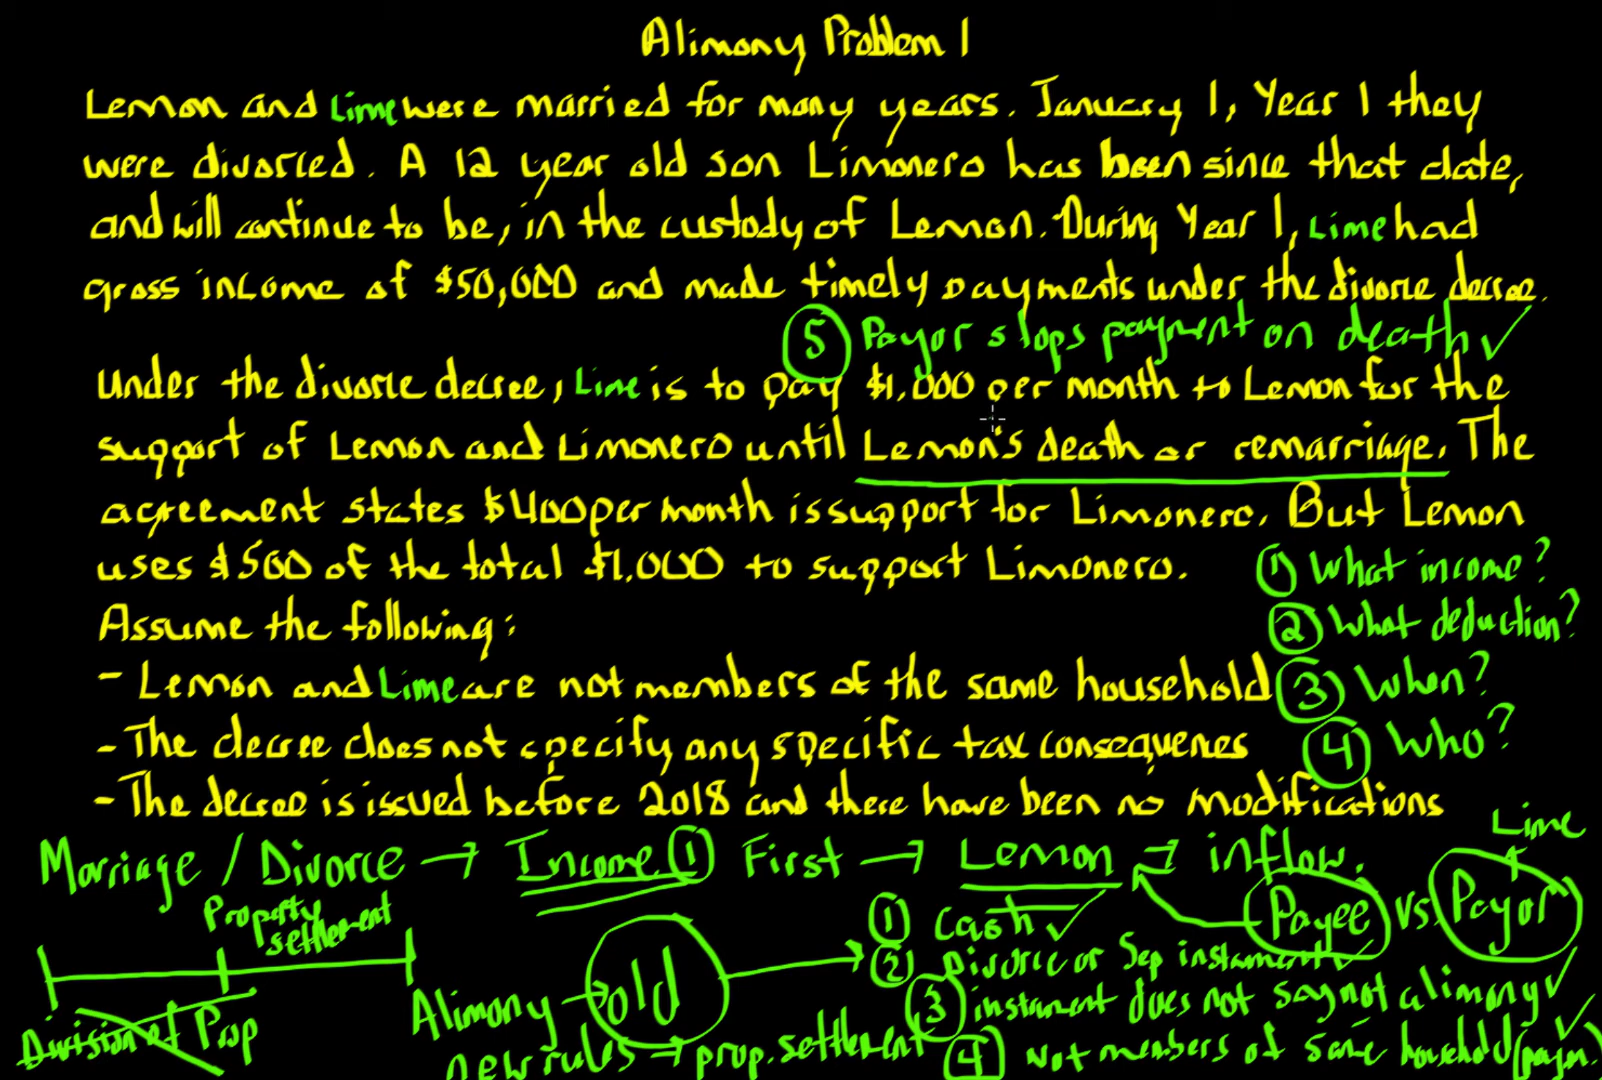 Alimony Problem 1
Lemon and Lime were married for many years. January 1, Year 1 they
were divorced. A 12 year old son Limonero has been since that date,
and will continue to be, in the custody of Lemon. During Year 1, Lime had
gross income of $50,000 and made timely payments under the divorce decree.
5 Payor stops payment on death ✓
Under the divorce decree, Lime is to pay $1,000 per month to Lemon for the
support of Lemon and Limonero until Lemon's death or remarriage. The
agreement states $400 per month is support for Limonero. But Lemon
uses $500 of the total $1,000 to support Limonero.
1 What income?
Assume the following:
2 What deduction?
- Lemon and Lime are not members of the same household
3 When?
- The decree does not specify any specific tax consequences
4 Who?
- The decree is issued before 2018 and there have been no modifications
Marriage / Divorce → Income 1 First → Lemon → inflow.
Lime
Property
settlement
1 Cash ✓
Payee vs. Payor
2 Divorce or Sep instrument ✓
Division of Prop
Alimony → old
3 instrument does not say not alimony ✓
new rules → prop. settlement
4 Not members of same household (payor) ✓